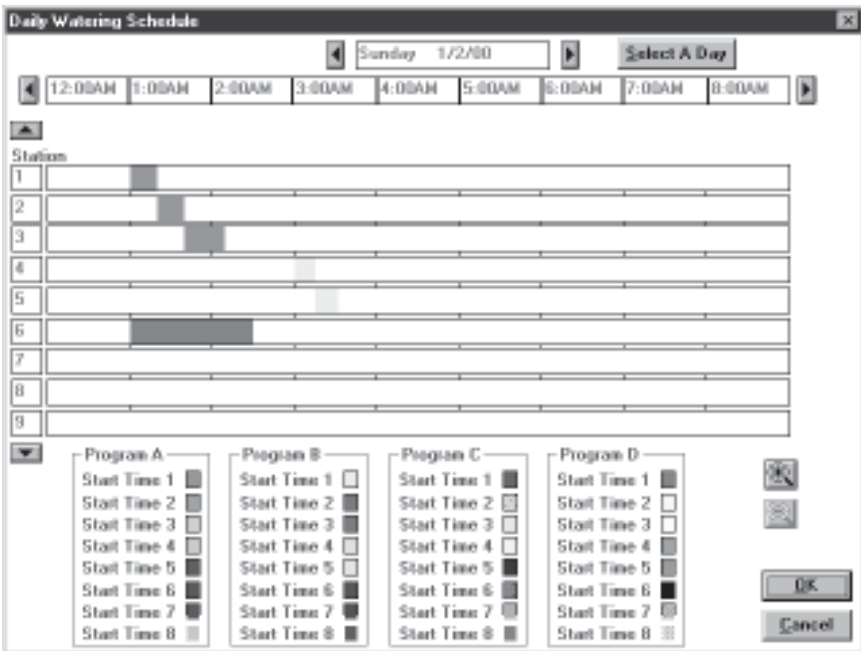 Daily Watering Schedule
Sunday 1/2/00
Select A Day
12:00AM 1:00AM 2:00AM 3:00AM 4:00AM 5:00AM 6:00AM 7:00AM 8:00AM
Station
1
2
3
4
5
6
7
8
9
Program A
Start Time 1
Start Time 2
Start Time 3
Start Time 4
Start Time 5
Start Time 6
Start Time 7
Start Time 8
Program B
Start Time 1
Start Time 2
Start Time 3
Start Time 4
Start Time 5
Start Time 6
Start Time 7
Start Time 8
Program C
Start Time 1
Start Time 2
Start Time 3
Start Time 4
Start Time 5
Start Time 6
Start Time 7
Start Time 8
Program D
Start Time 1
Start Time 2
Start Time 3
Start Time 4
Start Time 5
Start Time 6
Start Time 7
Start Time 8
OK
Cancel